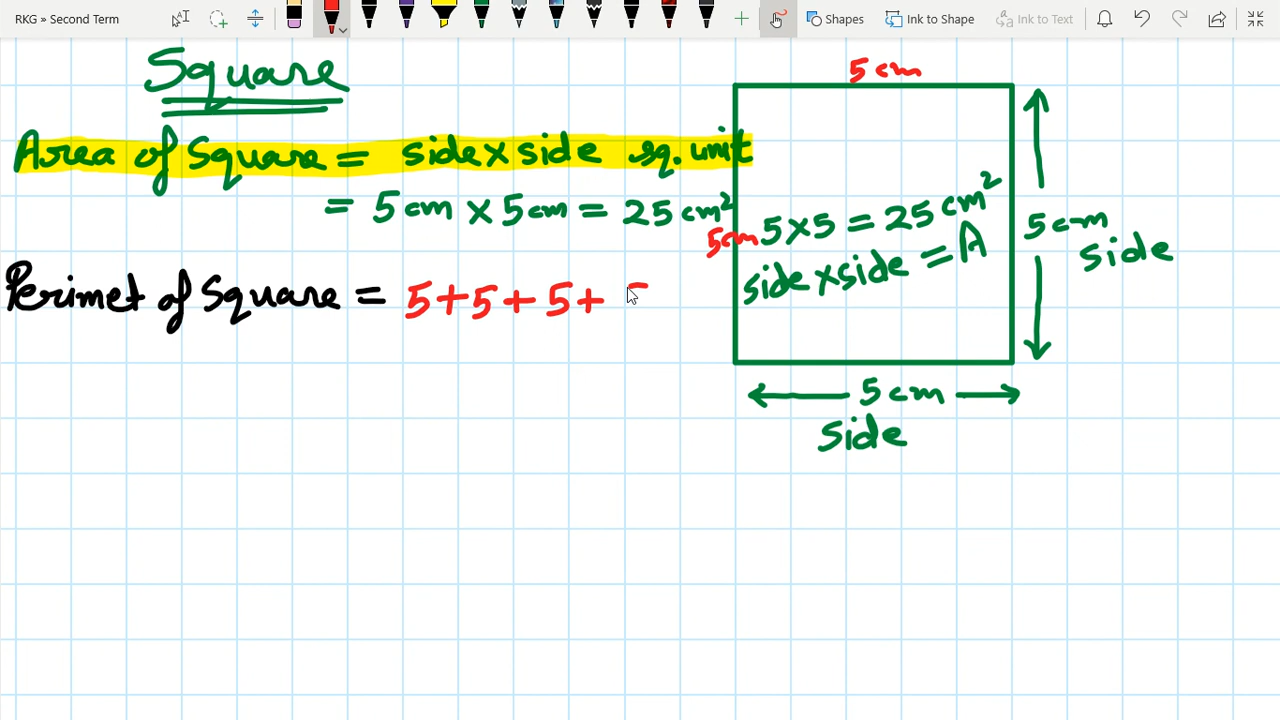 RKG » Second Term
Shapes
Ink to Shape
Ink to Text
Square
Area of Square = side x side sq. unit
= 5 cm x 5 cm = 25 cm²
Perimet of Square = 5+5+5+
5 cm
5cm
5x5 = 25 cm²
side x side = A
5 cm
side
5 cm
side